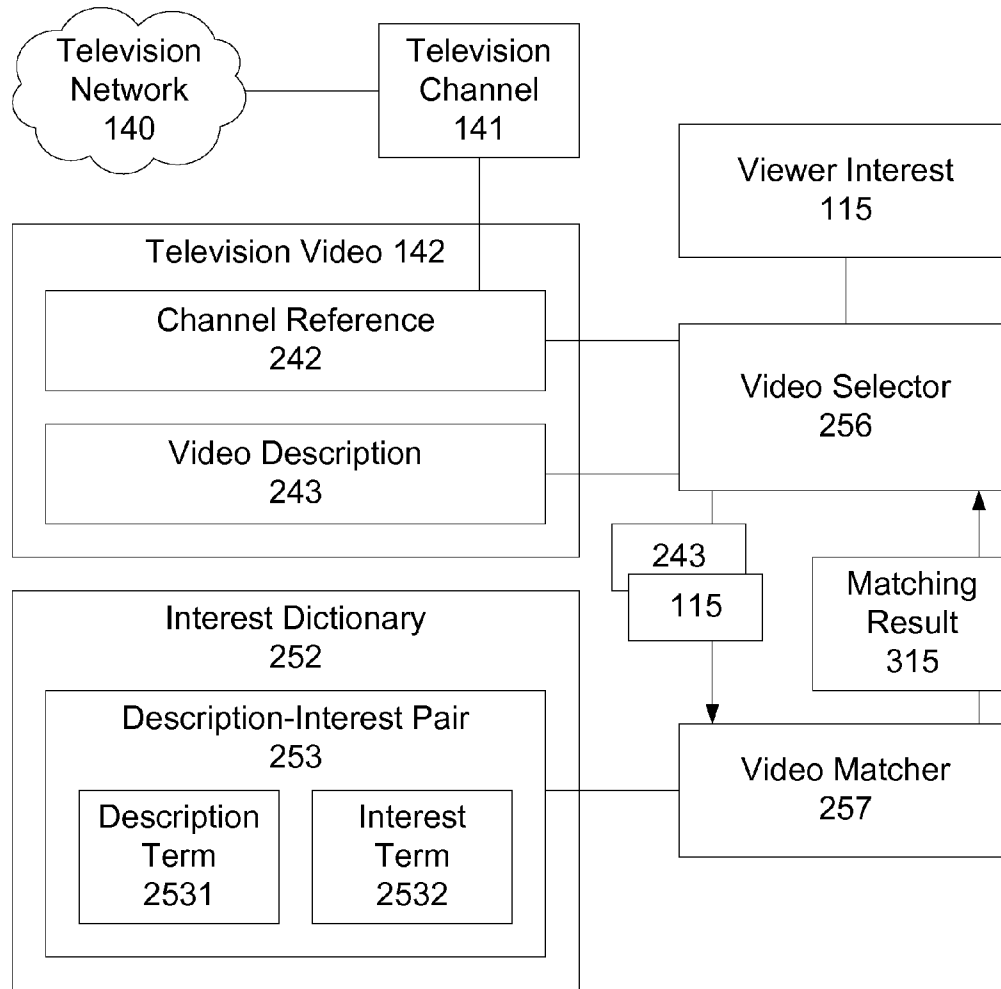 Television
Network
140
Television
Channel
141
Viewer Interest
115
Television Video 142
Channel Reference
242
Video Description
243
Video Selector
256
243
115
Matching
Result
315
Interest Dictionary
252
Description-Interest Pair
253
Description
Term
2531
Interest
Term
2532
Video Matcher
257